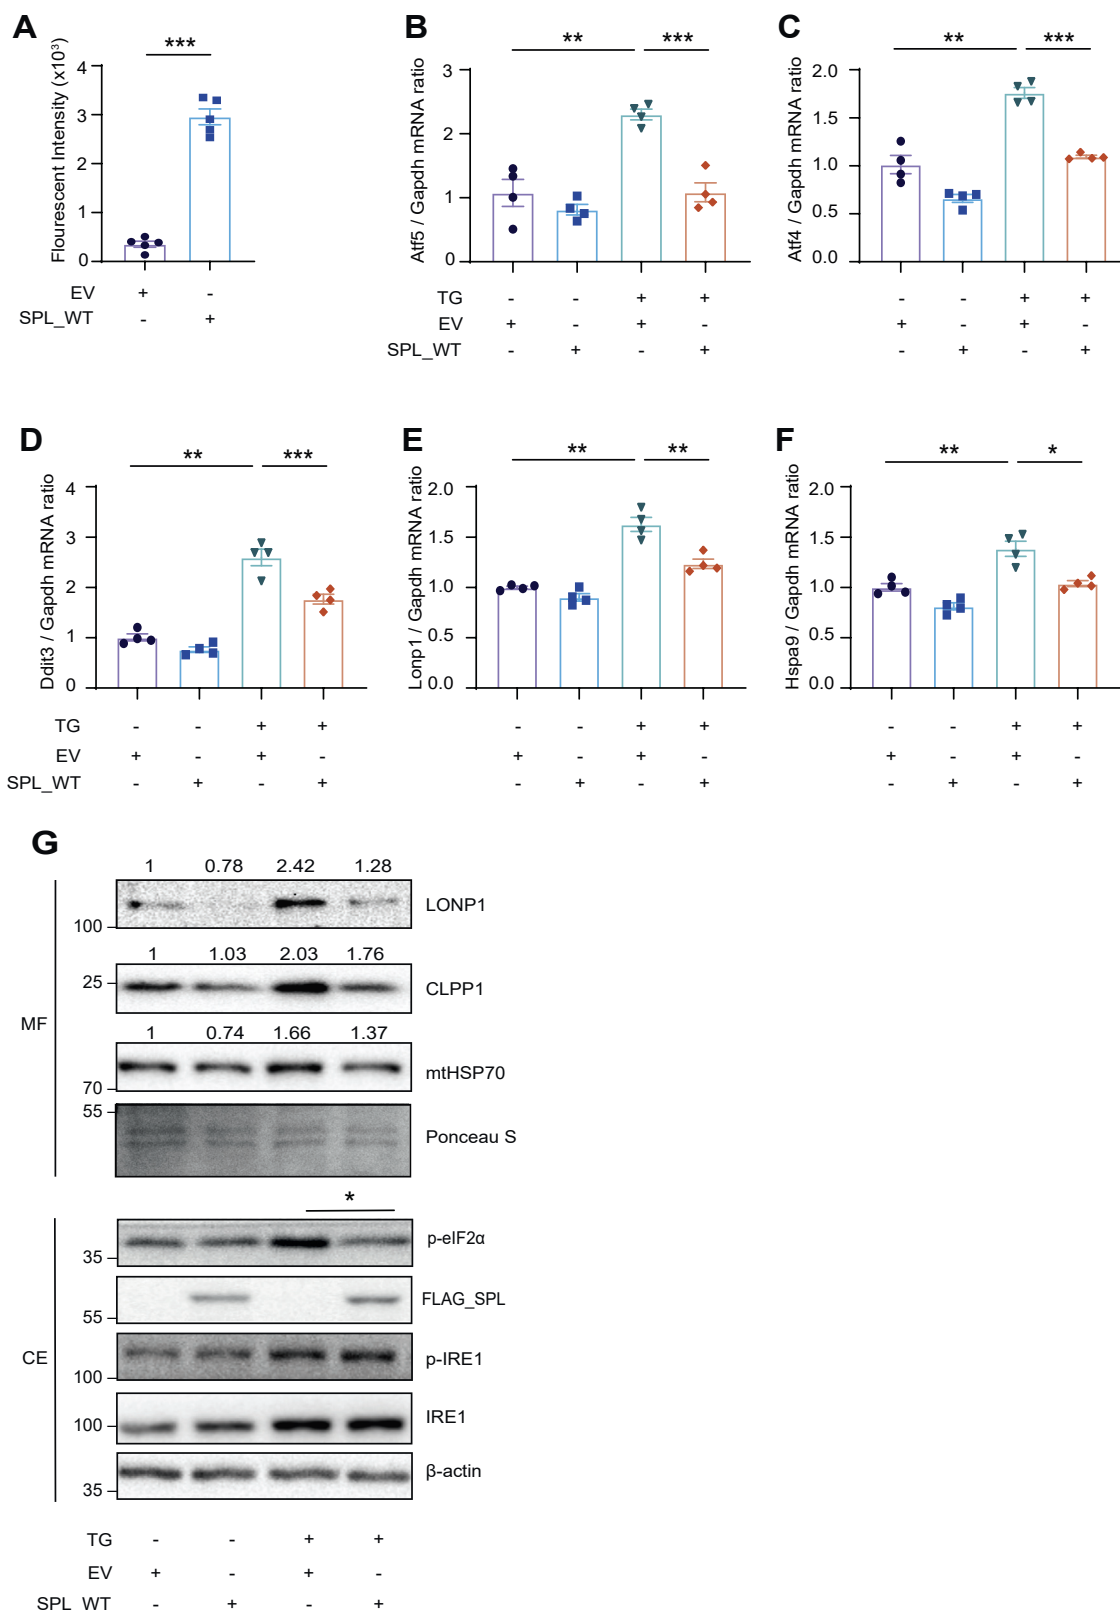 A
***
Flourescent Intensity (x10³)
4
3
2
1
0
EV + -
SPL_WT - +
B
** ***
Atf5 / Gapdh mRNA ratio
3
2
1
0
TG - - + +
EV + - + -
SPL_WT - + - +
C
** ***
Atf4 / Gapdh mRNA ratio
2.0
1.5
1.0
0.5
0.0
- - + +
+ - + -
- + - +
D
** ***
Ddit3 / Gapdh mRNA ratio
4
3
2
1
0
TG - - + +
EV + - + -
SPL_WT - + - +
E
** **
Lonp1 / Gapdh mRNA ratio
2.0
1.5
1.0
0.5
0.0
- - + +
+ - + -
- + - +
F
** *
Hspa9 / Gapdh mRNA ratio
2.0
1.5
1.0
0.5
0.0
- - + +
+ - + -
- + - +
G
MF
1 0.78 2.42 1.28
100 LONP1
1 1.03 2.03 1.76
25 CLPP1
1 0.74 1.66 1.37
70 mtHSP70
55 Ponceau S
CE
*
35 p-eIF2α
55 FLAG_SPL
100 p-IRE1
100 IRE1
35 β-actin
TG - - + +
EV + - + -
SPL_WT - + - +